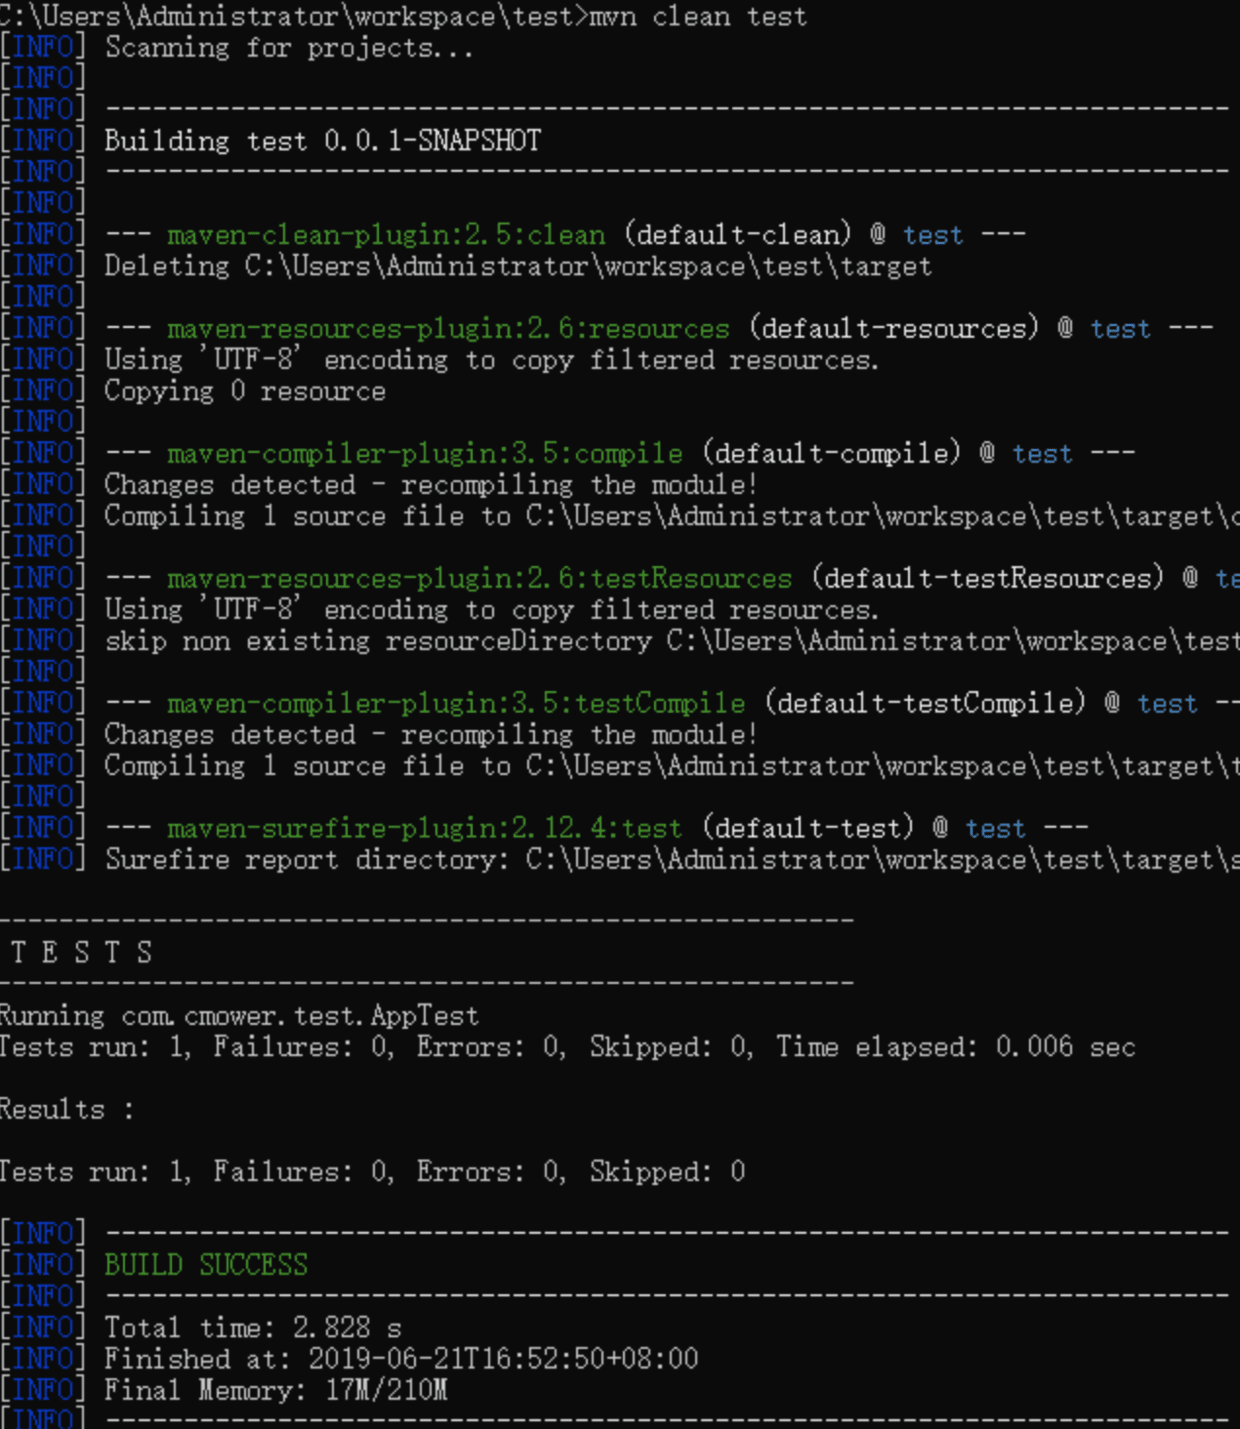 C:\Users\Administrator\workspace\test>mvn clean test
[INFO] Scanning for projects...
[INFO]
[INFO] ------------------------------------------------------------------------
[INFO] Building test 0.0.1-SNAPSHOT
[INFO] ------------------------------------------------------------------------
[INFO]
[INFO] --- maven-clean-plugin:2.5:clean (default-clean) @ test ---
[INFO] Deleting C:\Users\Administrator\workspace\test\target
[INFO]
[INFO] --- maven-resources-plugin:2.6:resources (default-resources) @ test ---
[INFO] Using 'UTF-8' encoding to copy filtered resources.
[INFO] Copying 0 resource
[INFO]
[INFO] --- maven-compiler-plugin:3.5:compile (default-compile) @ test ---
[INFO] Changes detected - recompiling the module!
[INFO] Compiling 1 source file to C:\Users\Administrator\workspace\test\target\c
[INFO]
[INFO] --- maven-resources-plugin:2.6:testResources (default-testResources) @ te
[INFO] Using 'UTF-8' encoding to copy filtered resources.
[INFO] skip non existing resourceDirectory C:\Users\Administrator\workspace\test
[INFO]
[INFO] --- maven-compiler-plugin:3.5:testCompile (default-testCompile) @ test --
[INFO] Changes detected - recompiling the module!
[INFO] Compiling 1 source file to C:\Users\Administrator\workspace\test\target\t
[INFO]
[INFO] --- maven-surefire-plugin:2.12.4:test (default-test) @ test ---
[INFO] Surefire report directory: C:\Users\Administrator\workspace\test\target\s
-------------------------------------------------------
T E S T S
-------------------------------------------------------
Running com.cmower.test.AppTest
Tests run: 1, Failures: 0, Errors: 0, Skipped: 0, Time elapsed: 0.006 sec
Results :
Tests run: 1, Failures: 0, Errors: 0, Skipped: 0
[INFO] ------------------------------------------------------------------------
[INFO] BUILD SUCCESS
[INFO] ------------------------------------------------------------------------
[INFO] Total time: 2.828 s
[INFO] Finished at: 2019-06-21T16:52:50+08:00
[INFO] Final Memory: 17M/210M
[INFO] ------------------------------------------------------------------------